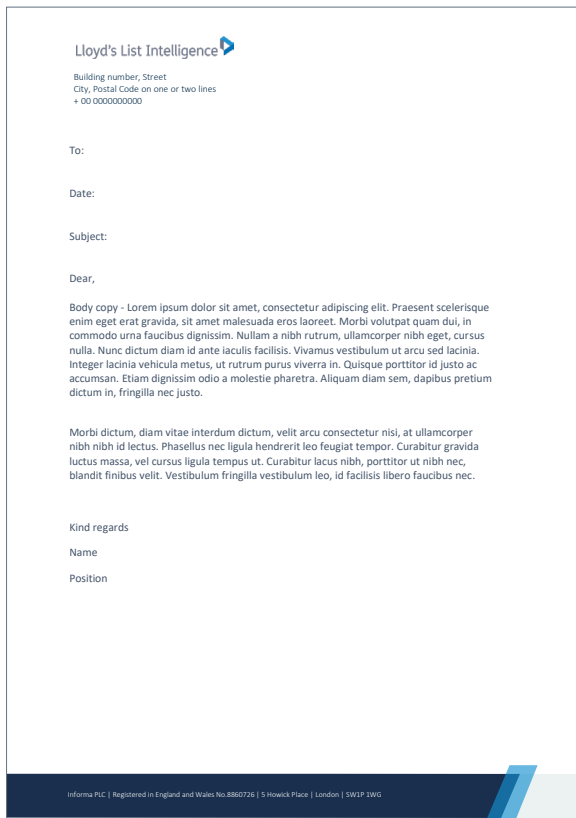 Lloyd's List Intelligence
Building number, Street
City, Postal Code on one or two lines
+ 00 0000000000
To:
Date:
Subject:
Dear,
Body copy - Lorem ipsum dolor sit amet, consectetur adipiscing elit. Praesent scelerisque
enim eget erat gravida, sit amet malesuada eros laoreet. Morbi volutpat quam dui, in
commodo urna faucibus dignissim. Nullam a nibh rutrum, ullamcorper nibh eget, cursus
nulla. Nunc dictum diam id ante iaculis facilisis. Vivamus vestibulum ut arcu sed lacinia.
Integer lacinia vehicula metus, ut rutrum purus viverra in. Quisque porttitor id justo ac
accumsan. Etiam dignissim odio a molestie pharetra. Aliquam diam sem, dapibus pretium
dictum in, fringilla nec justo.
Morbi dictum, diam vitae interdum dictum, velit arcu consectetur nisi, at ullamcorper
nibh nibh id lectus. Phasellus nec ligula hendrerit leo feugiat tempor. Curabitur gravida
luctus massa, vel cursus ligula tempus ut. Curabitur lacus nibh, porttitor ut nibh nec,
blandit finibus velit. Vestibulum fringilla vestibulum leo, id facilisis libero faucibus nec.
Kind regards
Name
Position
Informa PLC | Registered in England and Wales No.8860726 | 5 Howick Place | London | SW1P 1WG